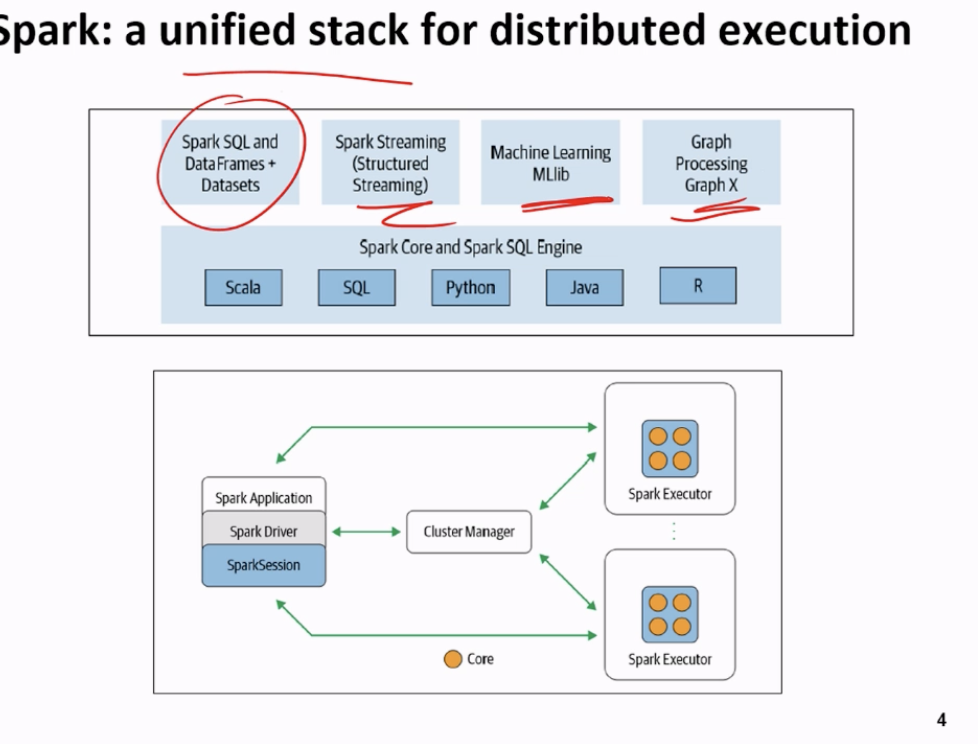 Spark: a unified stack for distributed execution
Spark SQL and
DataFrames +
Datasets
Spark Streaming
(Structured
Streaming)
Machine Learning
MLlib
Graph
Processing
Graph X
Spark Core and Spark SQL Engine
Scala
SQL
Python
Java
R
Spark Application
Spark Driver
SparkSession
Cluster Manager
Spark Executor
Spark Executor
Core
4